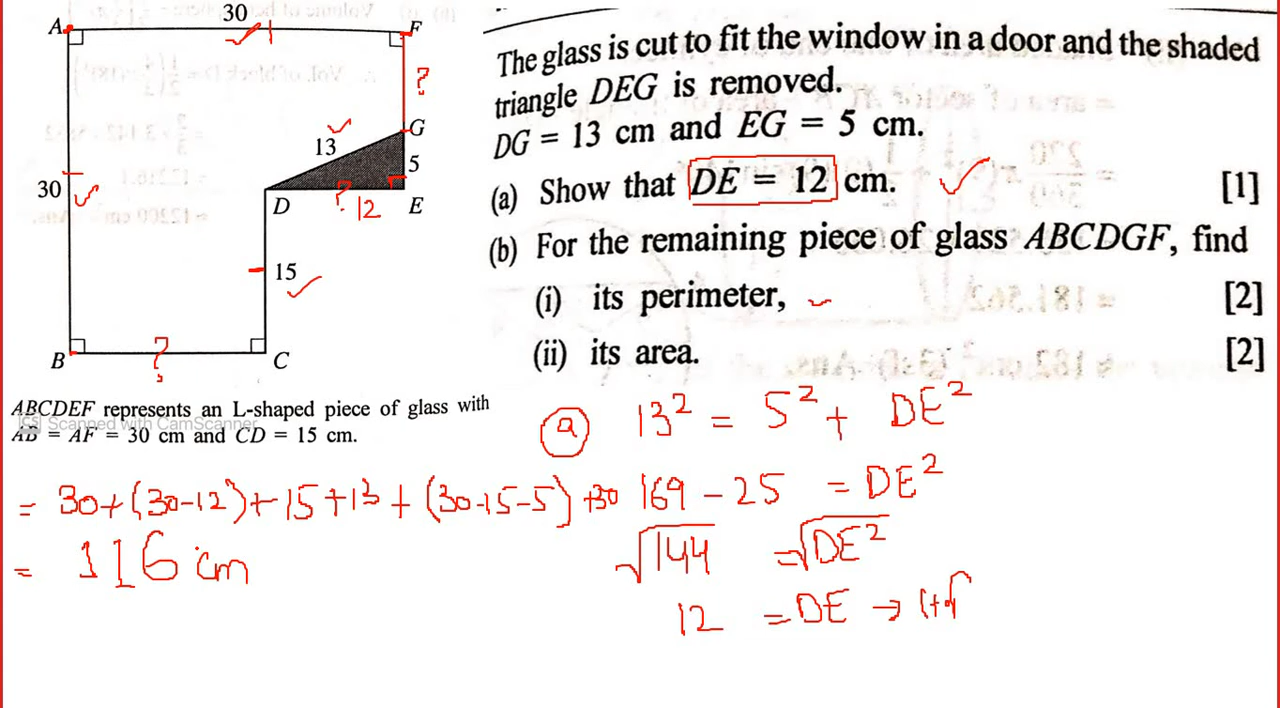 30
A
F
?
G
13
5
30
D
? 12
E
15
B
?
C
ABCDEF represents an L-shaped piece of glass with
CS Scanned with CamScanner
AB = AF = 30 cm and CD = 15 cm.
The glass is cut to fit the window in a door and the shaded
triangle DEG is removed.
DG = 13 cm and EG = 5 cm.
(a) Show that DE = 12 cm. [1]
(b) For the remaining piece of glass ABCDGF, find
(i) its perimeter, [2]
(ii) its area. [2]
a 13² = 5² + DE²
169 - 25 = DE²
√144 = √DE²
12 = DE →
= 30+(30-12)+15+13+(30-15-5)+30
= 116 cm